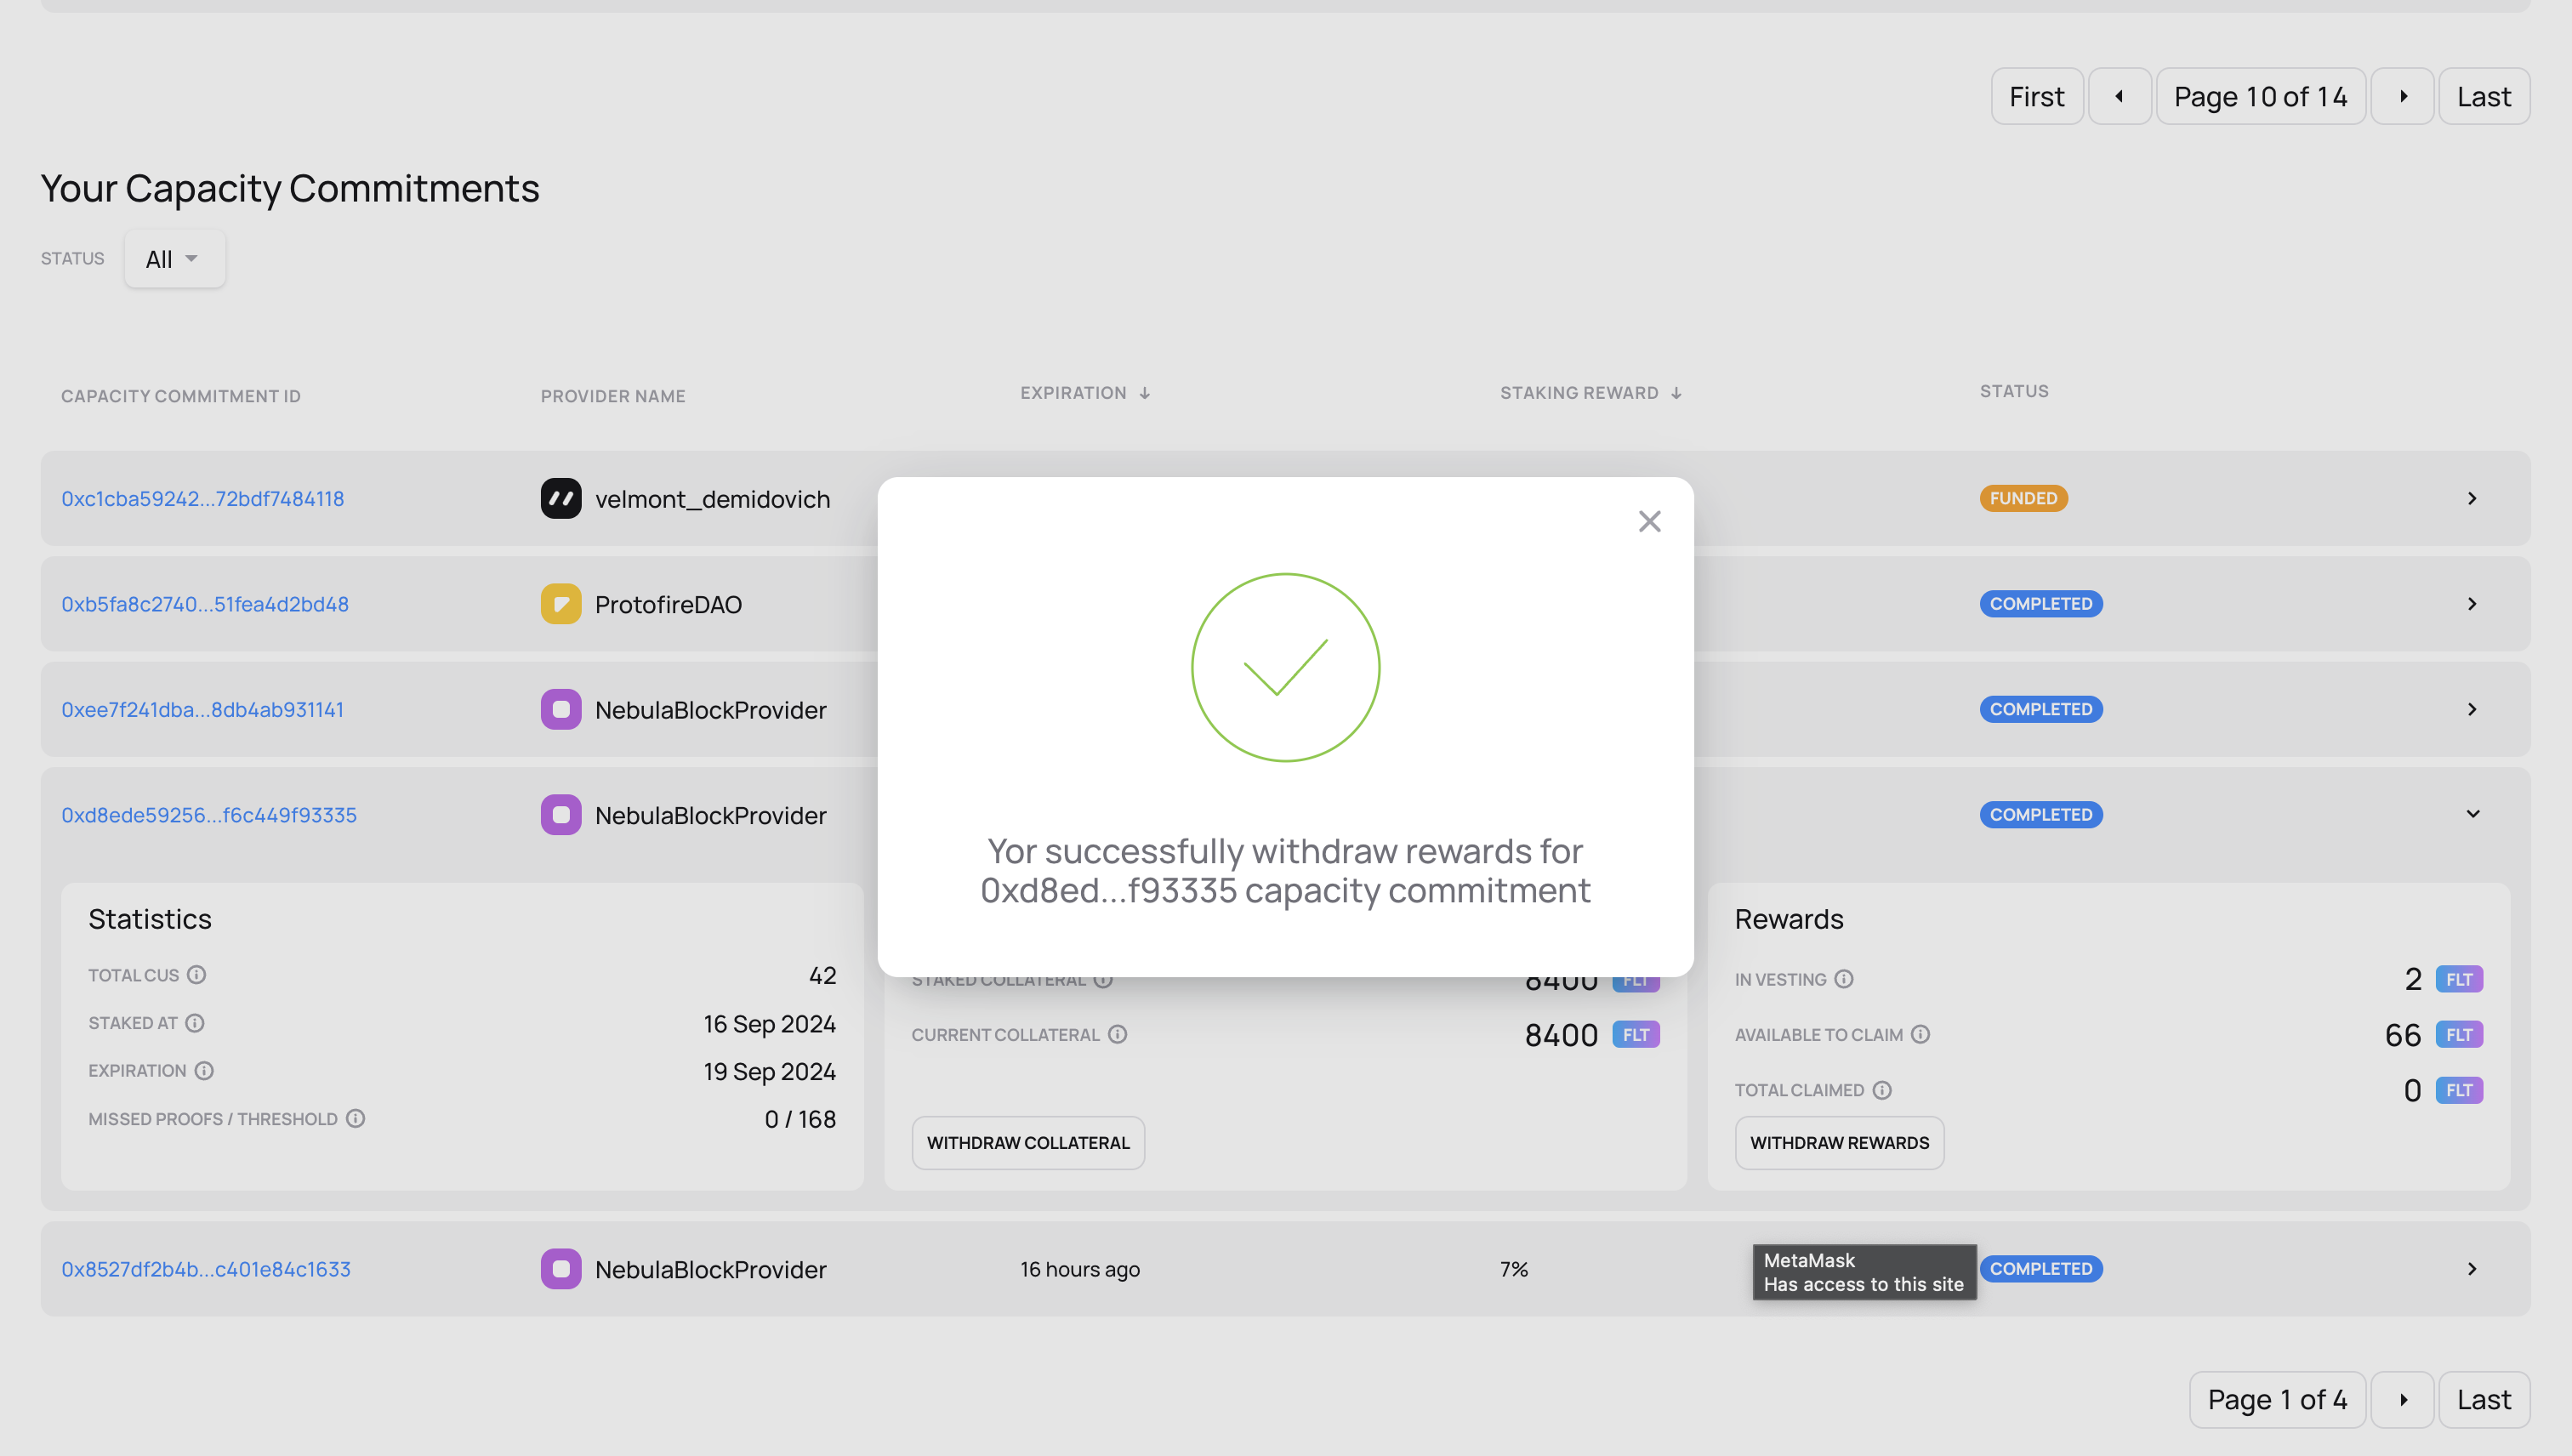 First
Page 10 of 14
Last
Your Capacity Commitments
STATUS
All
CAPACITY COMMITMENT ID
PROVIDER NAME
EXPIRATION
STAKING REWARD
STATUS
0xc1cba59242...72bdf7484118
velmont_demidovich
FUNDED
0xb5fa8c2740...51fea4d2bd48
ProtofireDAO
COMPLETED
0xee7f241dba...8db4ab931141
NebulaBlockProvider
COMPLETED
0xd8ede59256...f6c449f93335
NebulaBlockProvider
COMPLETED
Yor successfully withdraw rewards for
0xd8ed...f93335 capacity commitment
Statistics
TOTAL CUS
42
STAKED AT
16 Sep 2024
EXPIRATION
19 Sep 2024
MISSED PROOFS / THRESHOLD
0 / 168
STAKED COLLATERAL
8400 FLT
CURRENT COLLATERAL
8400 FLT
WITHDRAW COLLATERAL
Rewards
IN VESTING
2 FLT
AVAILABLE TO CLAIM
66 FLT
TOTAL CLAIMED
0 FLT
WITHDRAW REWARDS
0x8527df2b4b...c401e84c1633
NebulaBlockProvider
16 hours ago
7%
MetaMask
Has access to this site
COMPLETED
Page 1 of 4
Last